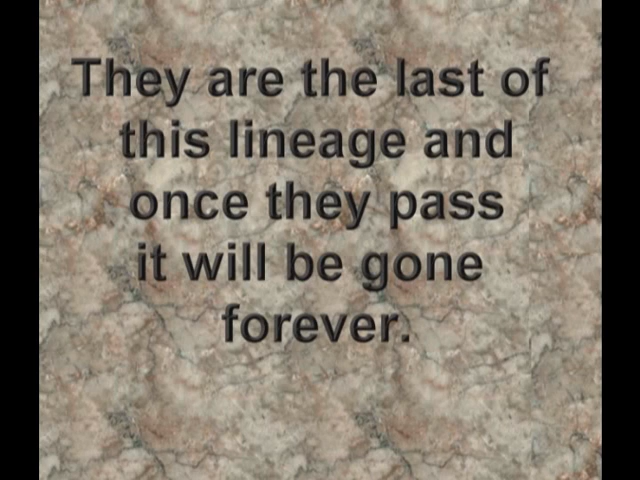 They are the last of
this lineage and
once they pass
it will be gone
forever.